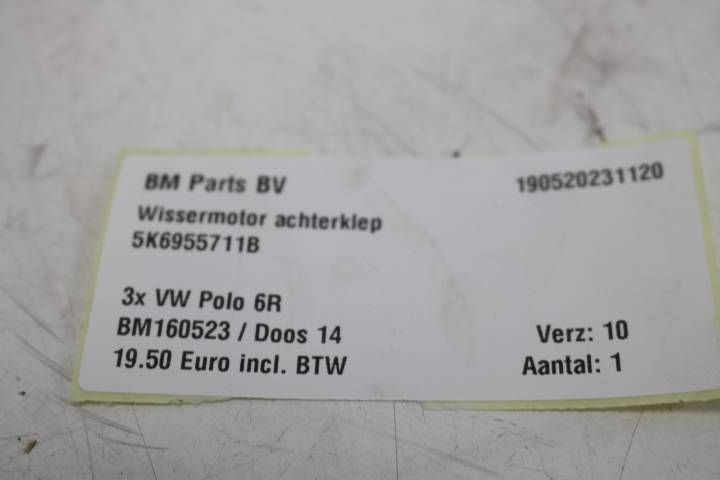 BM Parts BV 190520231120
Wissermotor achterklep
5K6955711B
3x VW Polo 6R
BM160523 / Doos 14 Verz: 10
19.50 Euro incl. BTW Aantal: 1